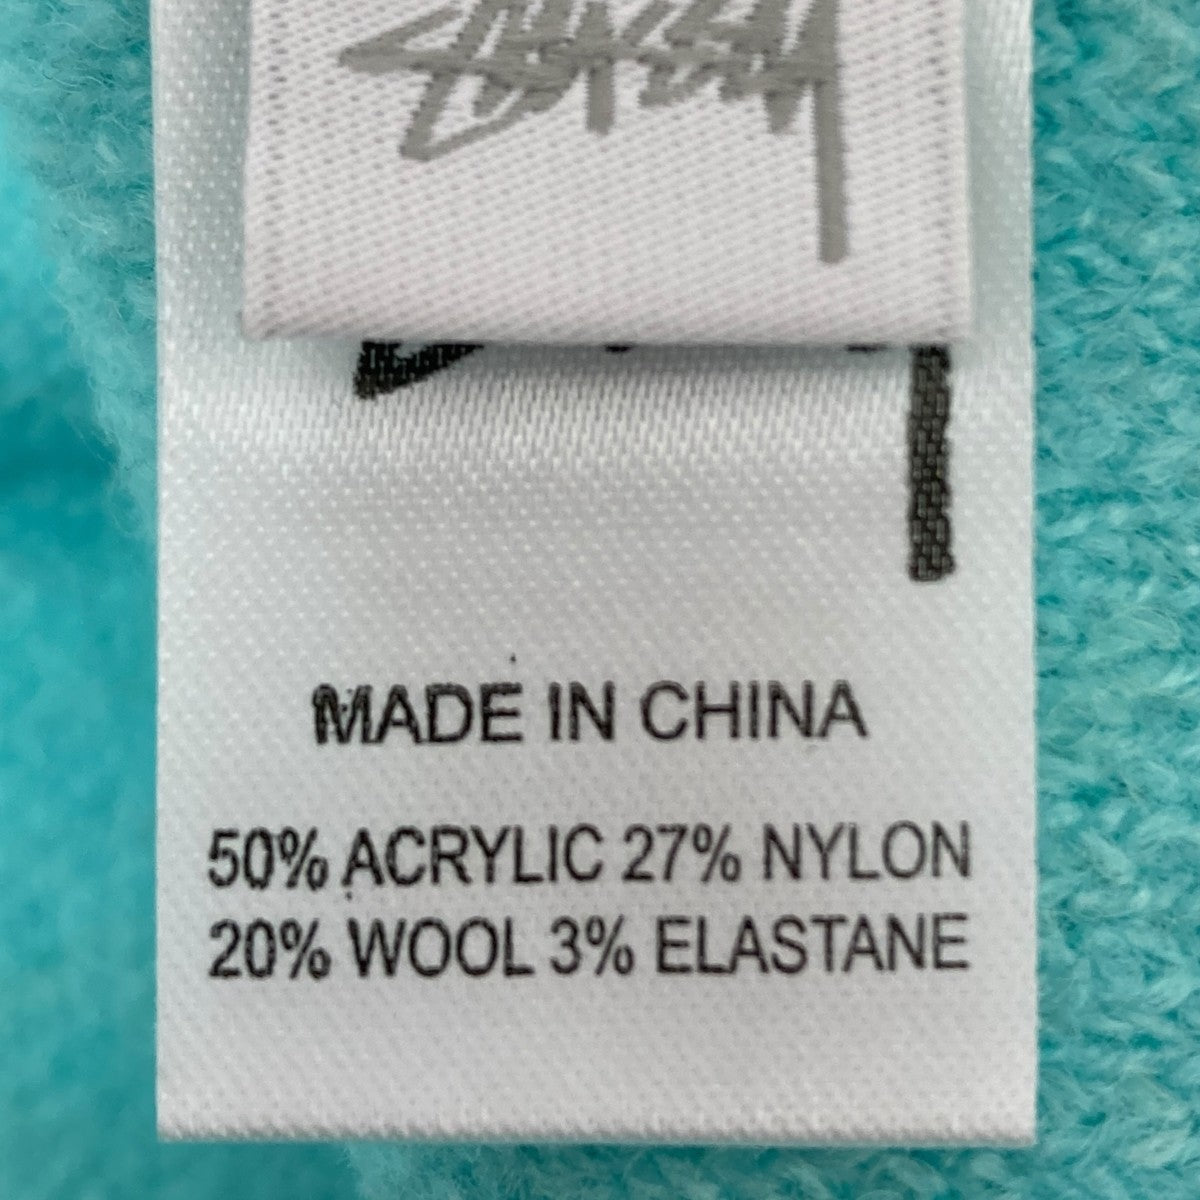 MADE IN CHINA
50% ACRYLIC 27% NYLON
20% WOOL 3% ELASTANE